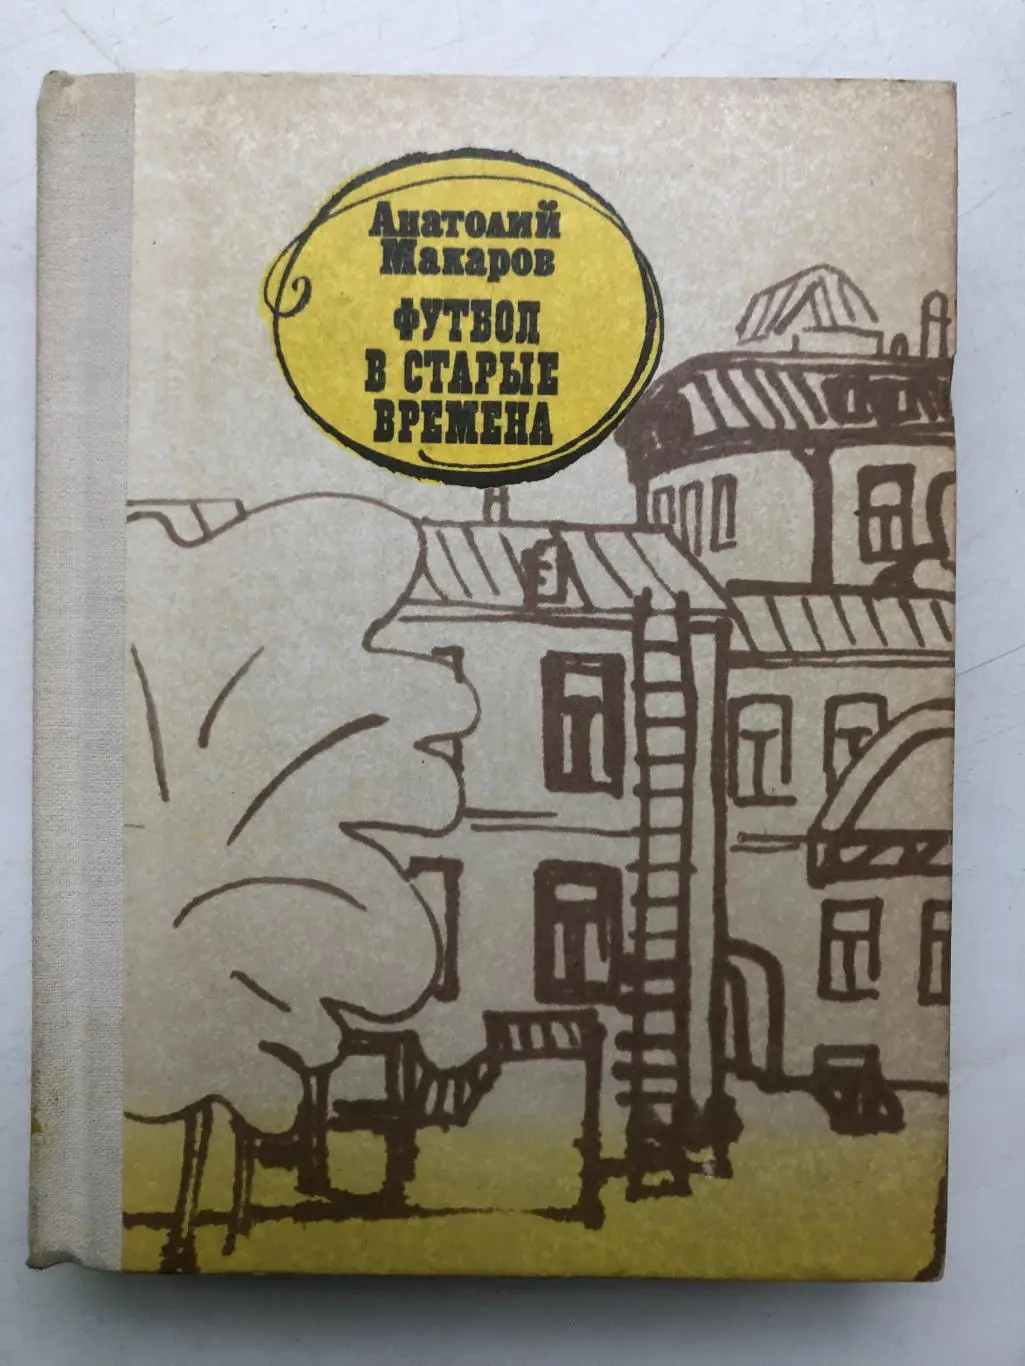 Анатолий
Макаров
ФУТБОЛ
В СТАРЫЕ
ВРЕМЕНА